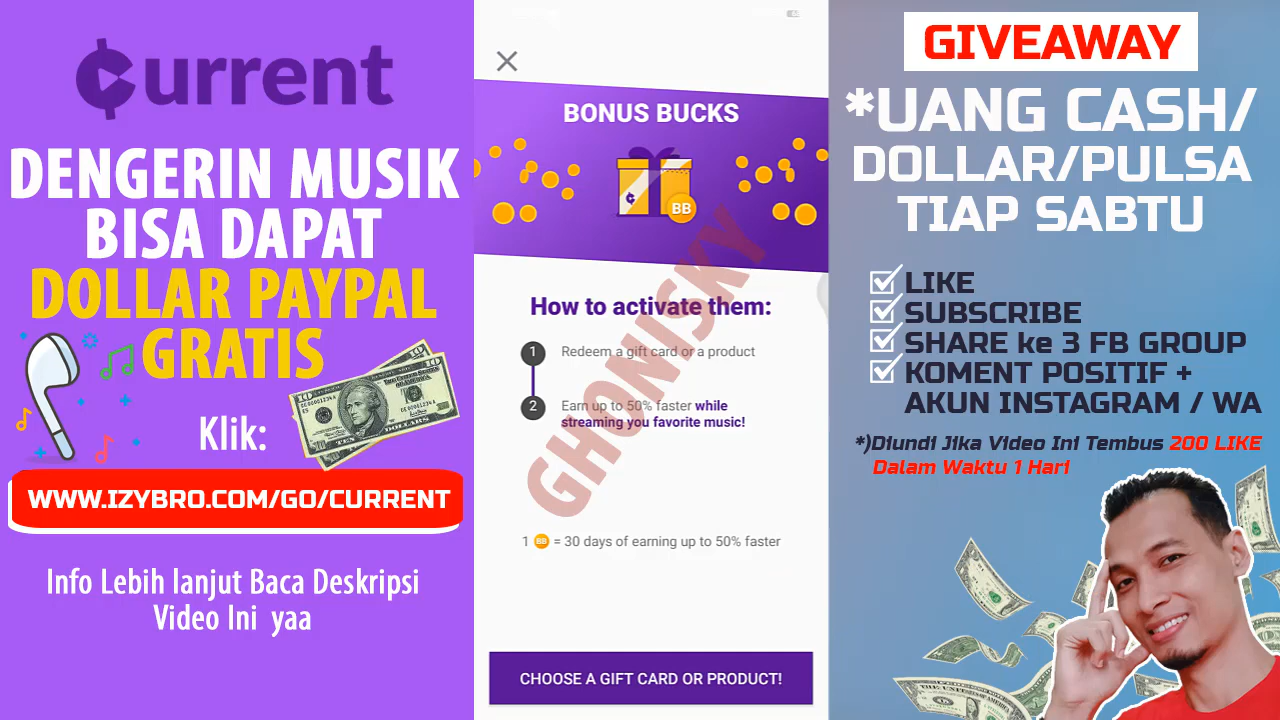 Current
DENGERIN MUSIK
BISA DAPAT
DOLLAR PAYPAL
GRATIS
Klik:
WWW.IZYBRO.COM/GO/CURRENT
Info Lebih lanjut Baca Deskripsi
Video Ini yaa
BONUS BUCKS
BB
How to activate them:
1 Redeem a gift card or a product
2 Earn up to 50% faster while
streaming you favorite music!
GHONISKY
1 BB = 30 days of earning up to 50% faster
CHOOSE A GIFT CARD OR PRODUCT!
GIVEAWAY
*UANG CASH/
DOLLAR/PULSA
TIAP SABTU
LIKE
SUBSCRIBE
SHARE ke 3 FB GROUP
KOMENT POSITIF +
AKUN INSTAGRAM / WA
*)Diundi Jika Video Ini Tembus 200 LIKE
Dalam Waktu 1 Hari